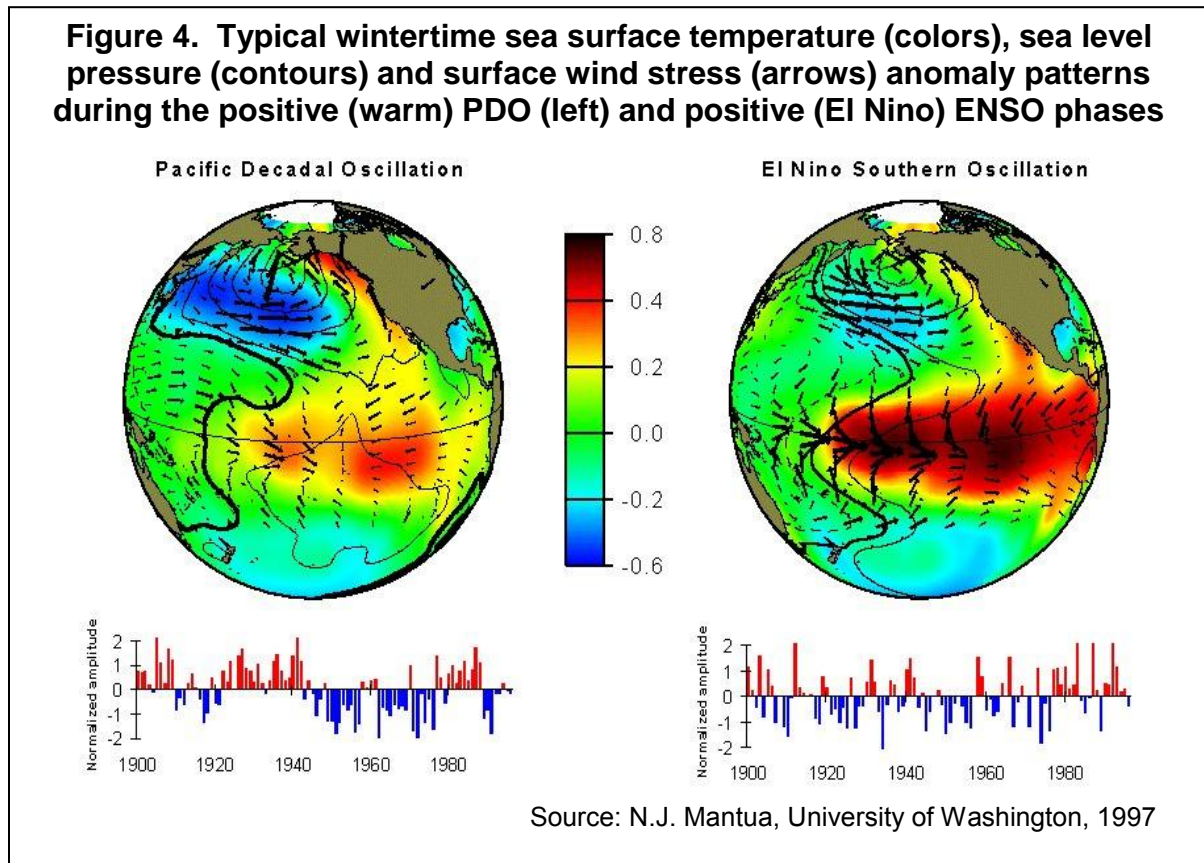 Figure 4. Typical wintertime sea surface temperature (colors), sea level
pressure (contours) and surface wind stress (arrows) anomaly patterns
during the positive (warm) PDO (left) and positive (El Nino) ENSO phases
Pacific Decadal Oscillation
El Nino Southern Oscillation
0.8
0.4
0.2
0.0
-0.2
-0.6
Normalized amplitude
2
1
0
-1
-2
1900 1920 1940 1960 1980
Normalized amplitude
2
1
0
-1
-2
1900 1920 1940 1960 1980
Source: N.J. Mantua, University of Washington, 1997